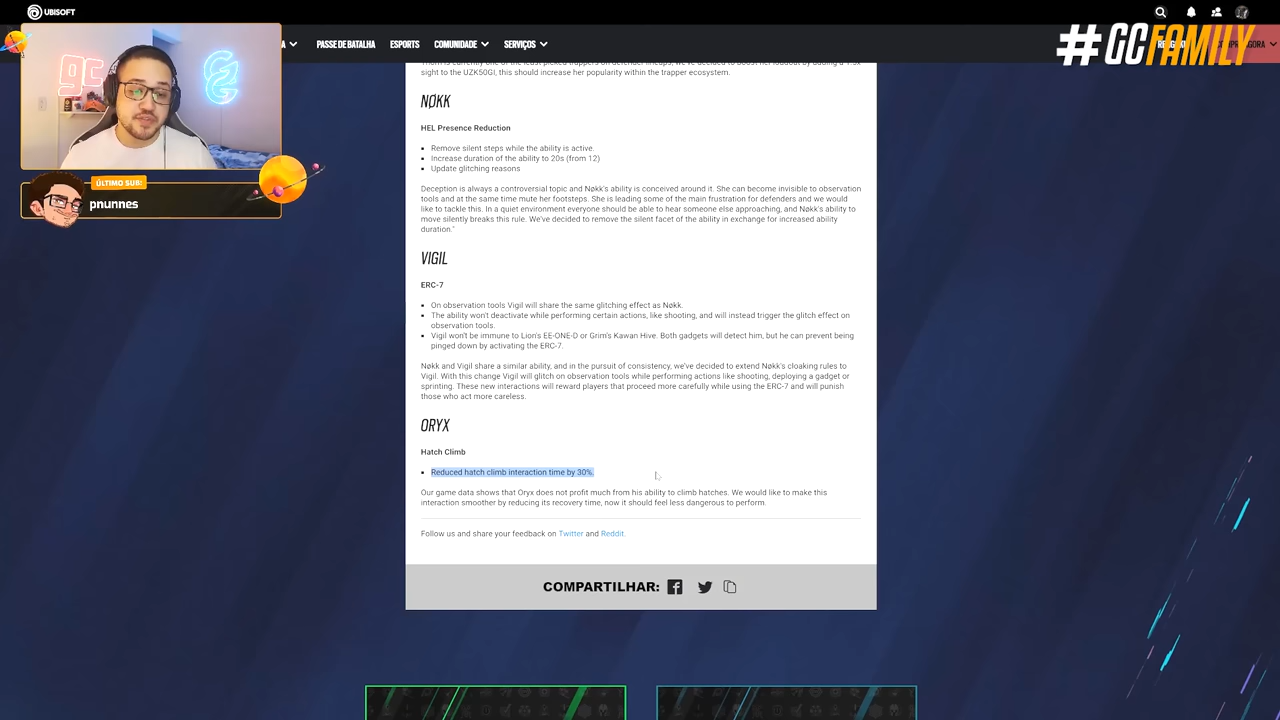 UBISOFT
#GCFAMILY
A
PASSE DE BATALHA
ESPORTS
COMUNIDADE
SERVIÇOS
gc
ÚLTIMO SUB:
pnunnes
sight to the UZK50GI, this should increase her popularity within the trapper ecosystem.
NØKK
HEL Presence Reduction
Remove silent steps while the ability is active.
Increase duration of the ability to 20s (from 12)
Update glitching reasons
Deception is always a controversial topic and Nøkk's ability is conceived around it. She can become invisible to observation
tools and at the same time mute her footsteps. She is leading some of the main frustration for defenders and we would
like to tackle this. In a quiet environment everyone should be able to hear someone else approaching, and Nøkk's ability to
move silently breaks this rule. We've decided to remove the silent facet of the ability in exchange for increased ability
duration."
VIGIL
ERC-7
On observation tools Vigil will share the same glitching effect as Nøkk.
The ability won't deactivate while performing certain actions, like shooting, and will instead trigger the glitch effect on
observation tools.
Vigil won't be immune to Lion's EE-ONE-D or Grim's Kawan Hive. Both gadgets will detect him, but he can prevent being
pinged down by activating the ERC-7.
Nøkk and Vigil share a similar ability, and in the pursuit of consistency, we've decided to extend Nøkk's cloaking rules to
Vigil. With this change Vigil will glitch on observation tools while performing actions like shooting, deploying a gadget or
sprinting. These new interactions will reward players that proceed more carefully while using the ERC-7 and will punish
those who act more careless.
ORYX
Hatch Climb
Reduced hatch climb interaction time by 30%.
Our game data shows that Oryx does not profit much from his ability to climb hatches. We would like to make this
interaction smoother by reducing its recovery time, now it should feel less dangerous to perform.
Follow us and share your feedback on Twitter and Reddit.
COMPARTILHAR: